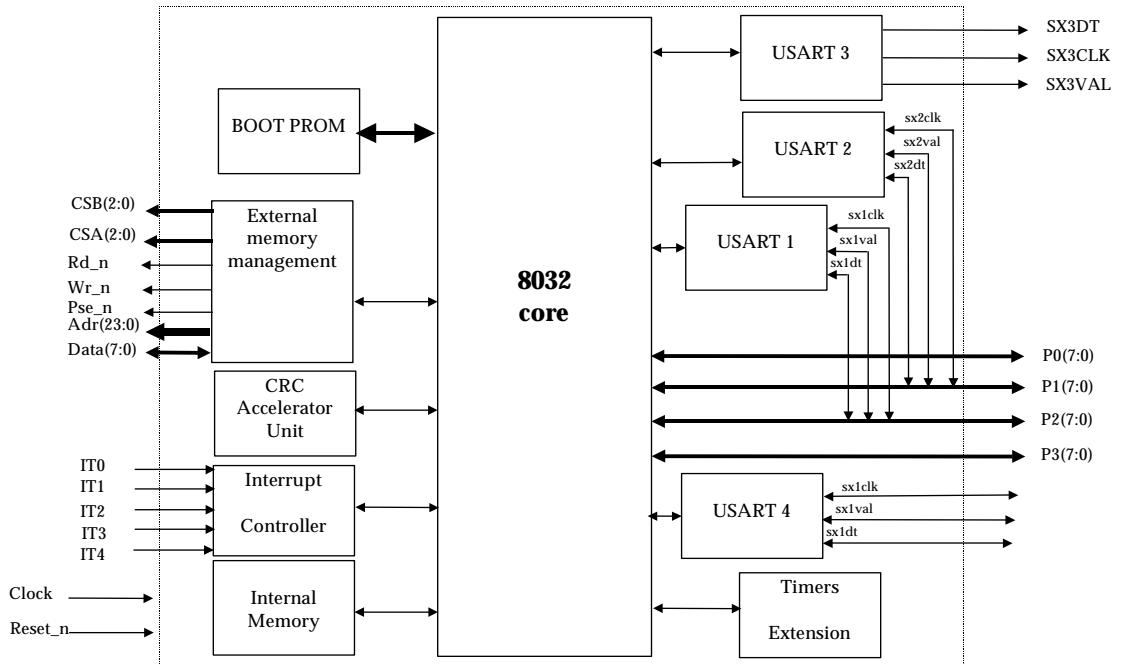 BOOT PROM
CSB(2:0)
CSA(2:0)
Rd_n
Wr_n
Pse_n
Adr(23:0)
Data(7:0)
External
memory
management
CRC
Accelerator
Unit
IT0
IT1
IT2
IT3
IT4
Interrupt
Controller
Clock
Reset_n
Internal
Memory
8032
core
USART 3
SX3DT
SX3CLK
SX3VAL
USART 2
sx2clk
sx2val
sx2dt
USART 1
sx1clk
sx1val
sx1dt
P0(7:0)
P1(7:0)
P2(7:0)
P3(7:0)
USART 4
sx1clk
sx1val
sx1dt
Timers
Extension